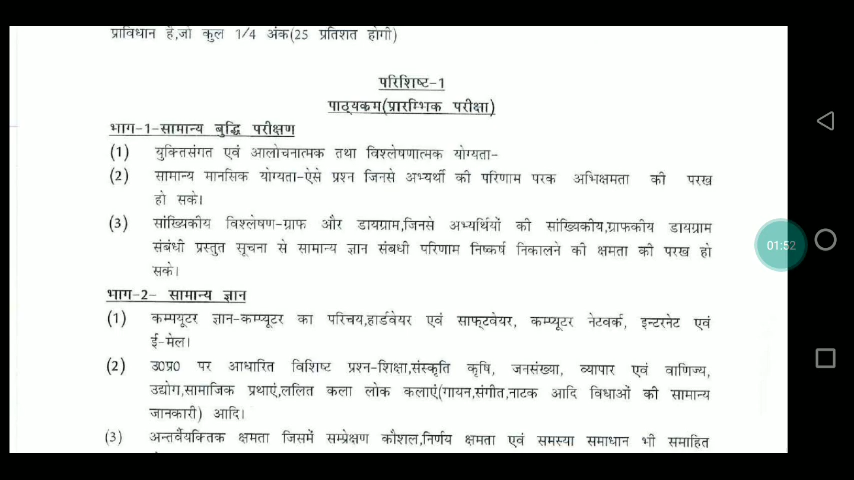 प्राविधान है,जो कुल 1/4 अंक(25 प्रतिशत होगी)
परिशिष्ट-1
पाठ्यकम(प्रारम्भिक परीक्षा)
भाग-1-सामान्य बुद्धि परीक्षण
(1) युक्तिसंगत एवं आलोचनात्मक तथा विश्लेषणात्मक योग्यता-
(2) सामान्य मानसिक योग्यता-ऐसे प्रश्न जिनसे अभ्यर्थी की परिणाम परक अभिक्षमता की परख
हो सके।
(3) सांख्यिकीय विश्लेषण-ग्राफ और डायग्राम,जिनसे अभ्यर्थियों की सांख्यिकीय,ग्राफकीय डायग्राम
संबंधी प्रस्तुत सूचना से सामान्य ज्ञान संबधी परिणाम निष्कर्ष निकालने की क्षमता की परख हो
सके।
01:52
भाग-2- सामान्य ज्ञान
(1) कम्पयुटर ज्ञान-कम्प्यूटर का परिचय,हार्डवेयर एवं साफ्टवेयर, कम्प्यूटर नेटवर्क, इन्टरनेट एवं
ई-मेल।
(2) उ0प्र0 पर आधारित विशिष्ट प्रश्न-शिक्षा,संस्कृति कृषि, जनसंख्या, व्यापार एवं वाणिज्य,
उद्योग,सामाजिक प्रथाएं,ललित कला लोक कलाएं(गायन,संगीत,नाटक आदि विधाओं की सामान्य
जानकारी) आदि।
(3) अन्तर्वैयक्तिक क्षमता जिसमें सम्प्रेक्षण कौशल,निर्णय क्षमता एवं समस्या समाधान भी समाहित